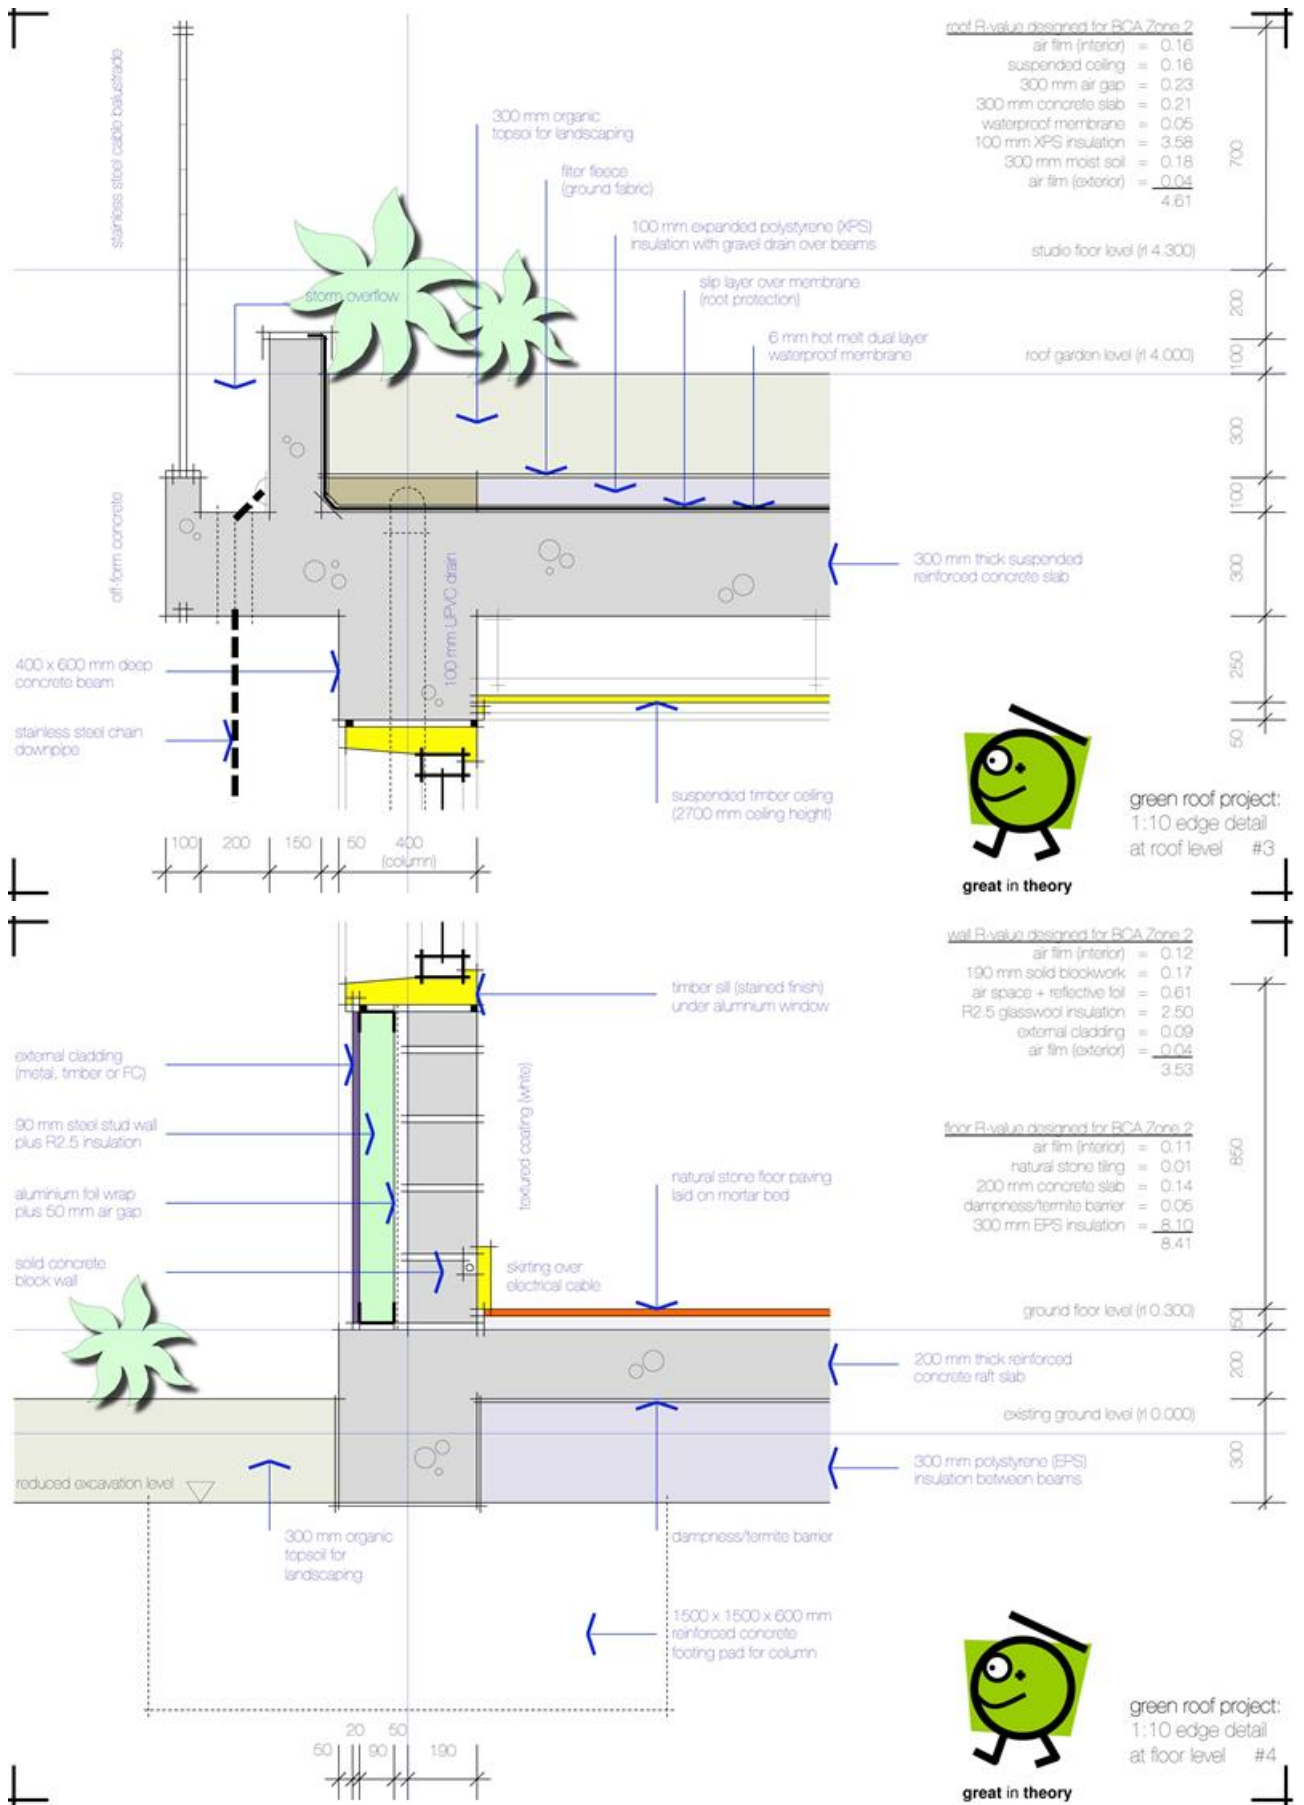 roof R-value designed for BCA Zone 2
air film (interior) = 0.16
suspended ceiling = 0.16
300 mm air gap = 0.23
300 mm concrete slab = 0.21
waterproof membrane = 0.05
100 mm XPS insulation = 3.58
300 mm moist soil = 0.18
air film (exterior) = 0.04
4.61
stainless steel cable balustrade
300 mm organic
topsoi for landscaping
filter fleece
(ground fabric)
100 mm expanded polystyrene (XPS)
insulation with gravel drain over beams
slip layer over membrane
(root protection)
6 mm hot melt dual layer
waterproof membrane
storm overflow
studio floor level (rl 4.300)
roof garden level (rl 4.000)
700
200
100
300
100
300
250
50
off-form concrete
100 mm UPVC drain
300 mm thick suspended
reinforced concrete slab
400 x 600 mm deep
concrete beam
stainless steel chain
downpipe
suspended timber ceiling
(2700 mm ceiling height)
100 200 150 50 400
(column)
great in theory
green roof project:
1:10 edge detail
at roof level #3
wall R-value designed for BCA Zone 2
air film (interior) = 0.12
190 mm solid blockwork = 0.17
air space + reflective foil = 0.61
R2.5 glasswool insulation = 2.50
external cladding = 0.09
air film (exterior) = 0.04
3.53
floor R-value designed for BCA Zone 2
air film (interior) = 0.11
natural stone tiling = 0.01
200 mm concrete slab = 0.14
dampness/termite barrier = 0.05
300 mm EPS insulation = 8.10
8.41
timber sill (stained finish)
under alumnium window
external cladding
(metal, timber or FC)
90 mm steel stud wall
plus R2.5 insulation
aluminium foil wrap
plus 50 mm air gap
solid concrete
block wall
textured coating (white)
natural stone floor paving
laid on mortar bed
skirting over
electrical cable
ground floor level (rl 0.300)
200 mm thick reinforced
concrete raft slab
existing ground level (rl 0.000)
300 mm polystyrene (EPS)
insulation between beams
850
50
200
300
reduced excavation level
300 mm organic
topsoil for
landscaping
dampness/termite barrier
1500 x 1500 x 600 mm
reinforced concrete
footing pad for column
20 50
50 90 190
great in theory
green roof project:
1:10 edge detail
at floor level #4